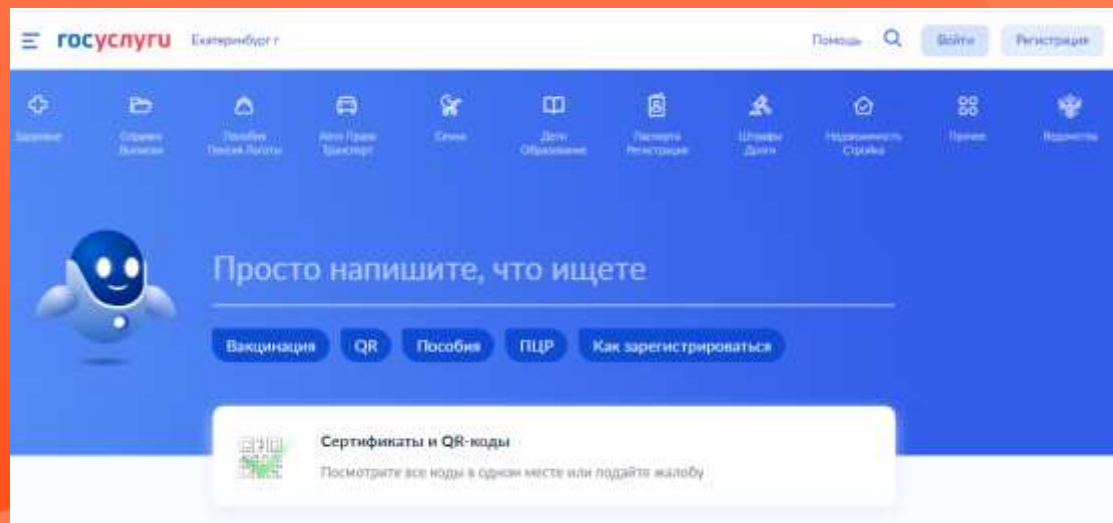 госуслуги Екатеринбург г Помощь Войти Регистрация
Здоровье Справки Пособия Авто Права Семья Дети Паспорта Штрафы Недвижимость Прочее Ведомства
Выписки Пенсия Льготы Транспорт Образование Регистрация Долги Стройка
Просто напишите, что ищете
Вакцинация QR Пособия ПЦР Как зарегистрироваться
Сертификаты и QR-коды
Посмотрите все коды в одном месте или подайте жалобу